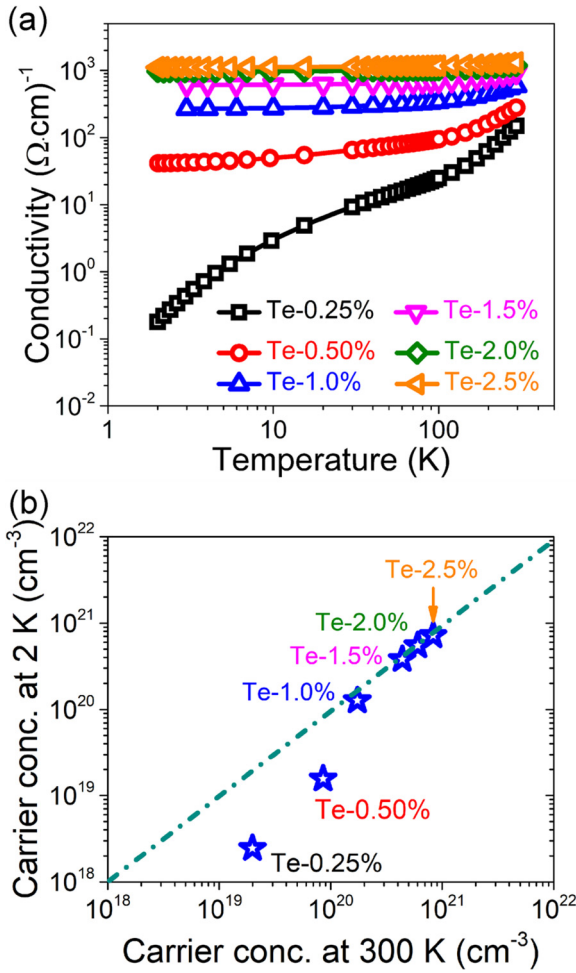 (a)
Conductivity (Ω.cm)⁻¹
10³
10²
10¹
10⁰
10⁻¹
10⁻²
Te-0.25%
Te-0.50%
Te-1.0%
Te-1.5%
Te-2.0%
Te-2.5%
1
10
100
Temperature (K)
(b)
Carrier conc. at 2 K (cm⁻³)
10²²
10²¹
10²⁰
10¹⁹
10¹⁸
Te-2.5%
Te-2.0%
Te-1.5%
Te-1.0%
Te-0.50%
Te-0.25%
10¹⁸
10¹⁹
10²⁰
10²¹
10²²
Carrier conc. at 300 K (cm⁻³)